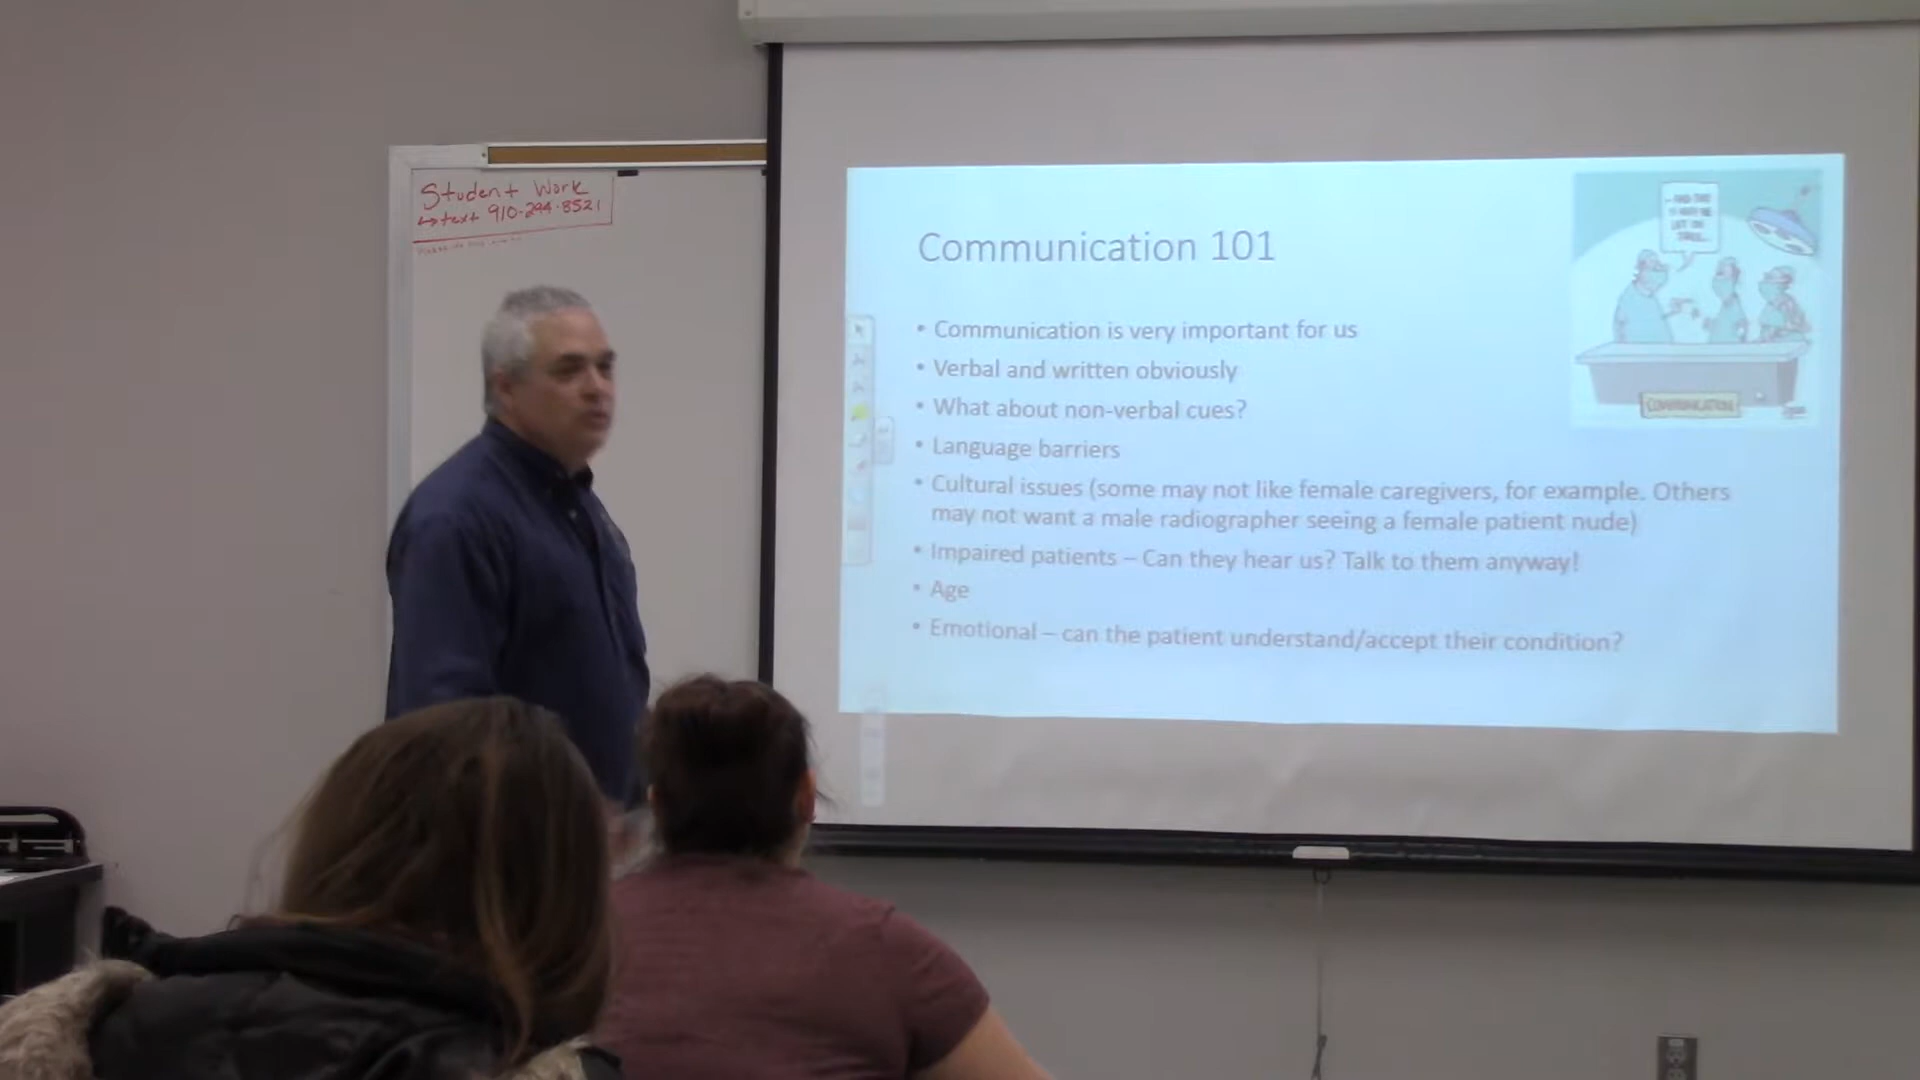 Student Work
→ text 910-294-8521
Communication 101
• Communication is very important for us
• Verbal and written obviously
• What about non-verbal cues?
• Language barriers
• Cultural issues (some may not like female caregivers, for example. Others
may not want a male radiographer seeing a female patient nude)
• Impaired patients – Can they hear us? Talk to them anyway!
• Age
• Emotional – can the patient understand/accept their condition?
COMMUNICATION